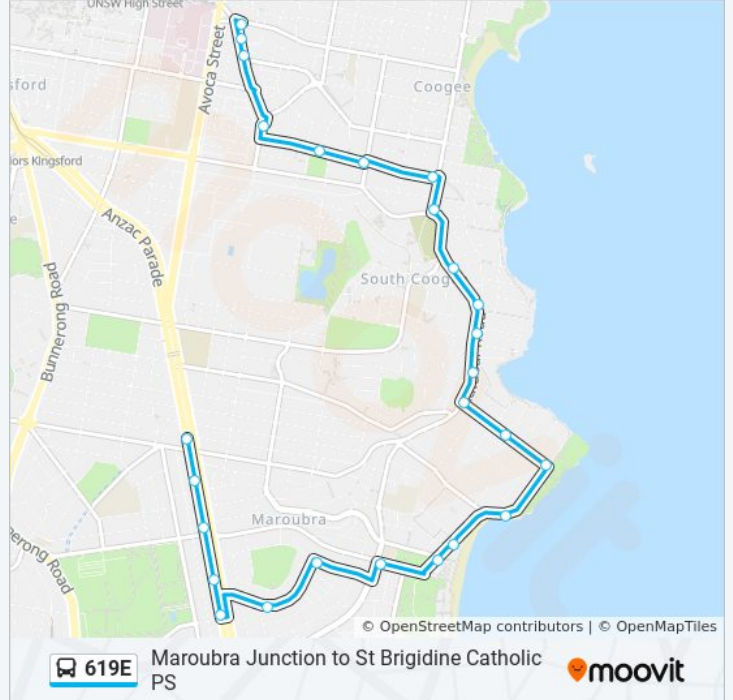 UNSW High Street
Avoca Street
Coogee
sford
iors Kingsford
e
Anzac Parade
Bunnerong Road
South Coog
Maroubra
erong Road
© OpenStreetMap contributors | © OpenMapTiles
619E
Maroubra Junction to St Brigidine Catholic
PS
moovit